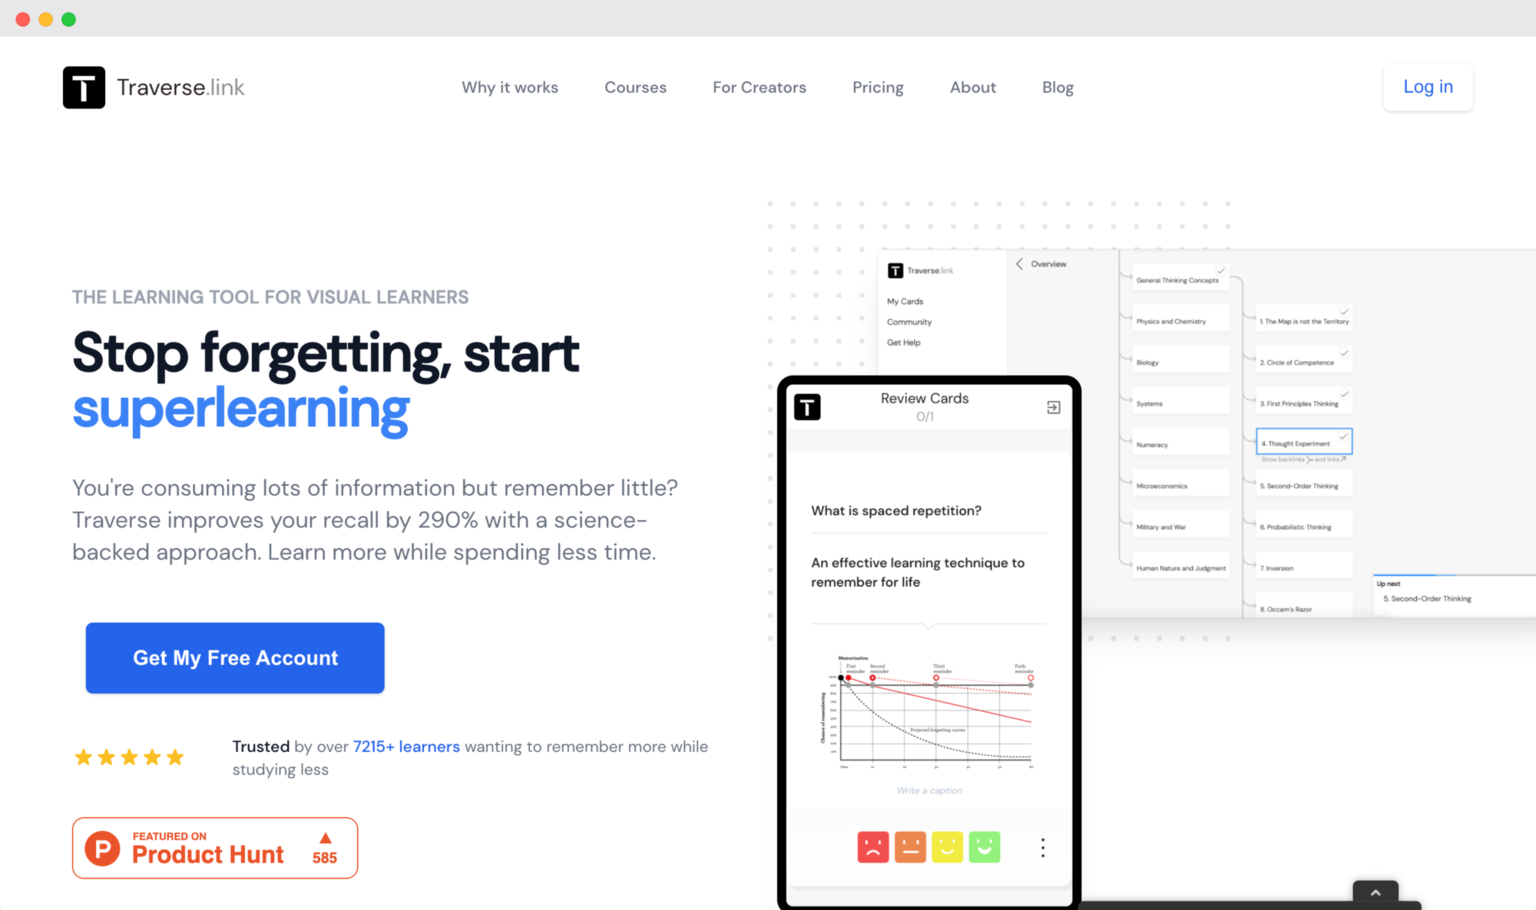 Traverse.link
Why it works
Courses
For Creators
Pricing
About
Blog
Log in
THE LEARNING TOOL FOR VISUAL LEARNERS
Stop forgetting, start
superlearning
You're consuming lots of information but remember little?
Traverse improves your recall by 290% with a science-
backed approach. Learn more while spending less time.
Get My Free Account
Trusted by over 7215+ learners wanting to remember more while
studying less
P
FEATURED ON
Product Hunt
585
Traverse.link
My Cards
Community
Get Help
Overview
General Thinking Concepts
Physics and Chemistry
Biology
Systems
Numeracy
Microeconomics
Military and War
Human Nature and Judgment
1. The Map is not the Territory
2. Circle of Competence
3. First Principles Thinking
4. Thought Experiment
Show backlinks and links
5. Second-Order Thinking
6. Probabilistic Thinking
7. Inversion
8. Occam's Razor
Up next
5. Second-Order Thinking
Review Cards
0/1
What is spaced repetition?
An effective learning technique to
remember for life
Memorization
First
reminder
Second
reminder
Third
reminder
Forth
reminder
Chance of remembering
Projected forgetting curves
Days
Write a caption